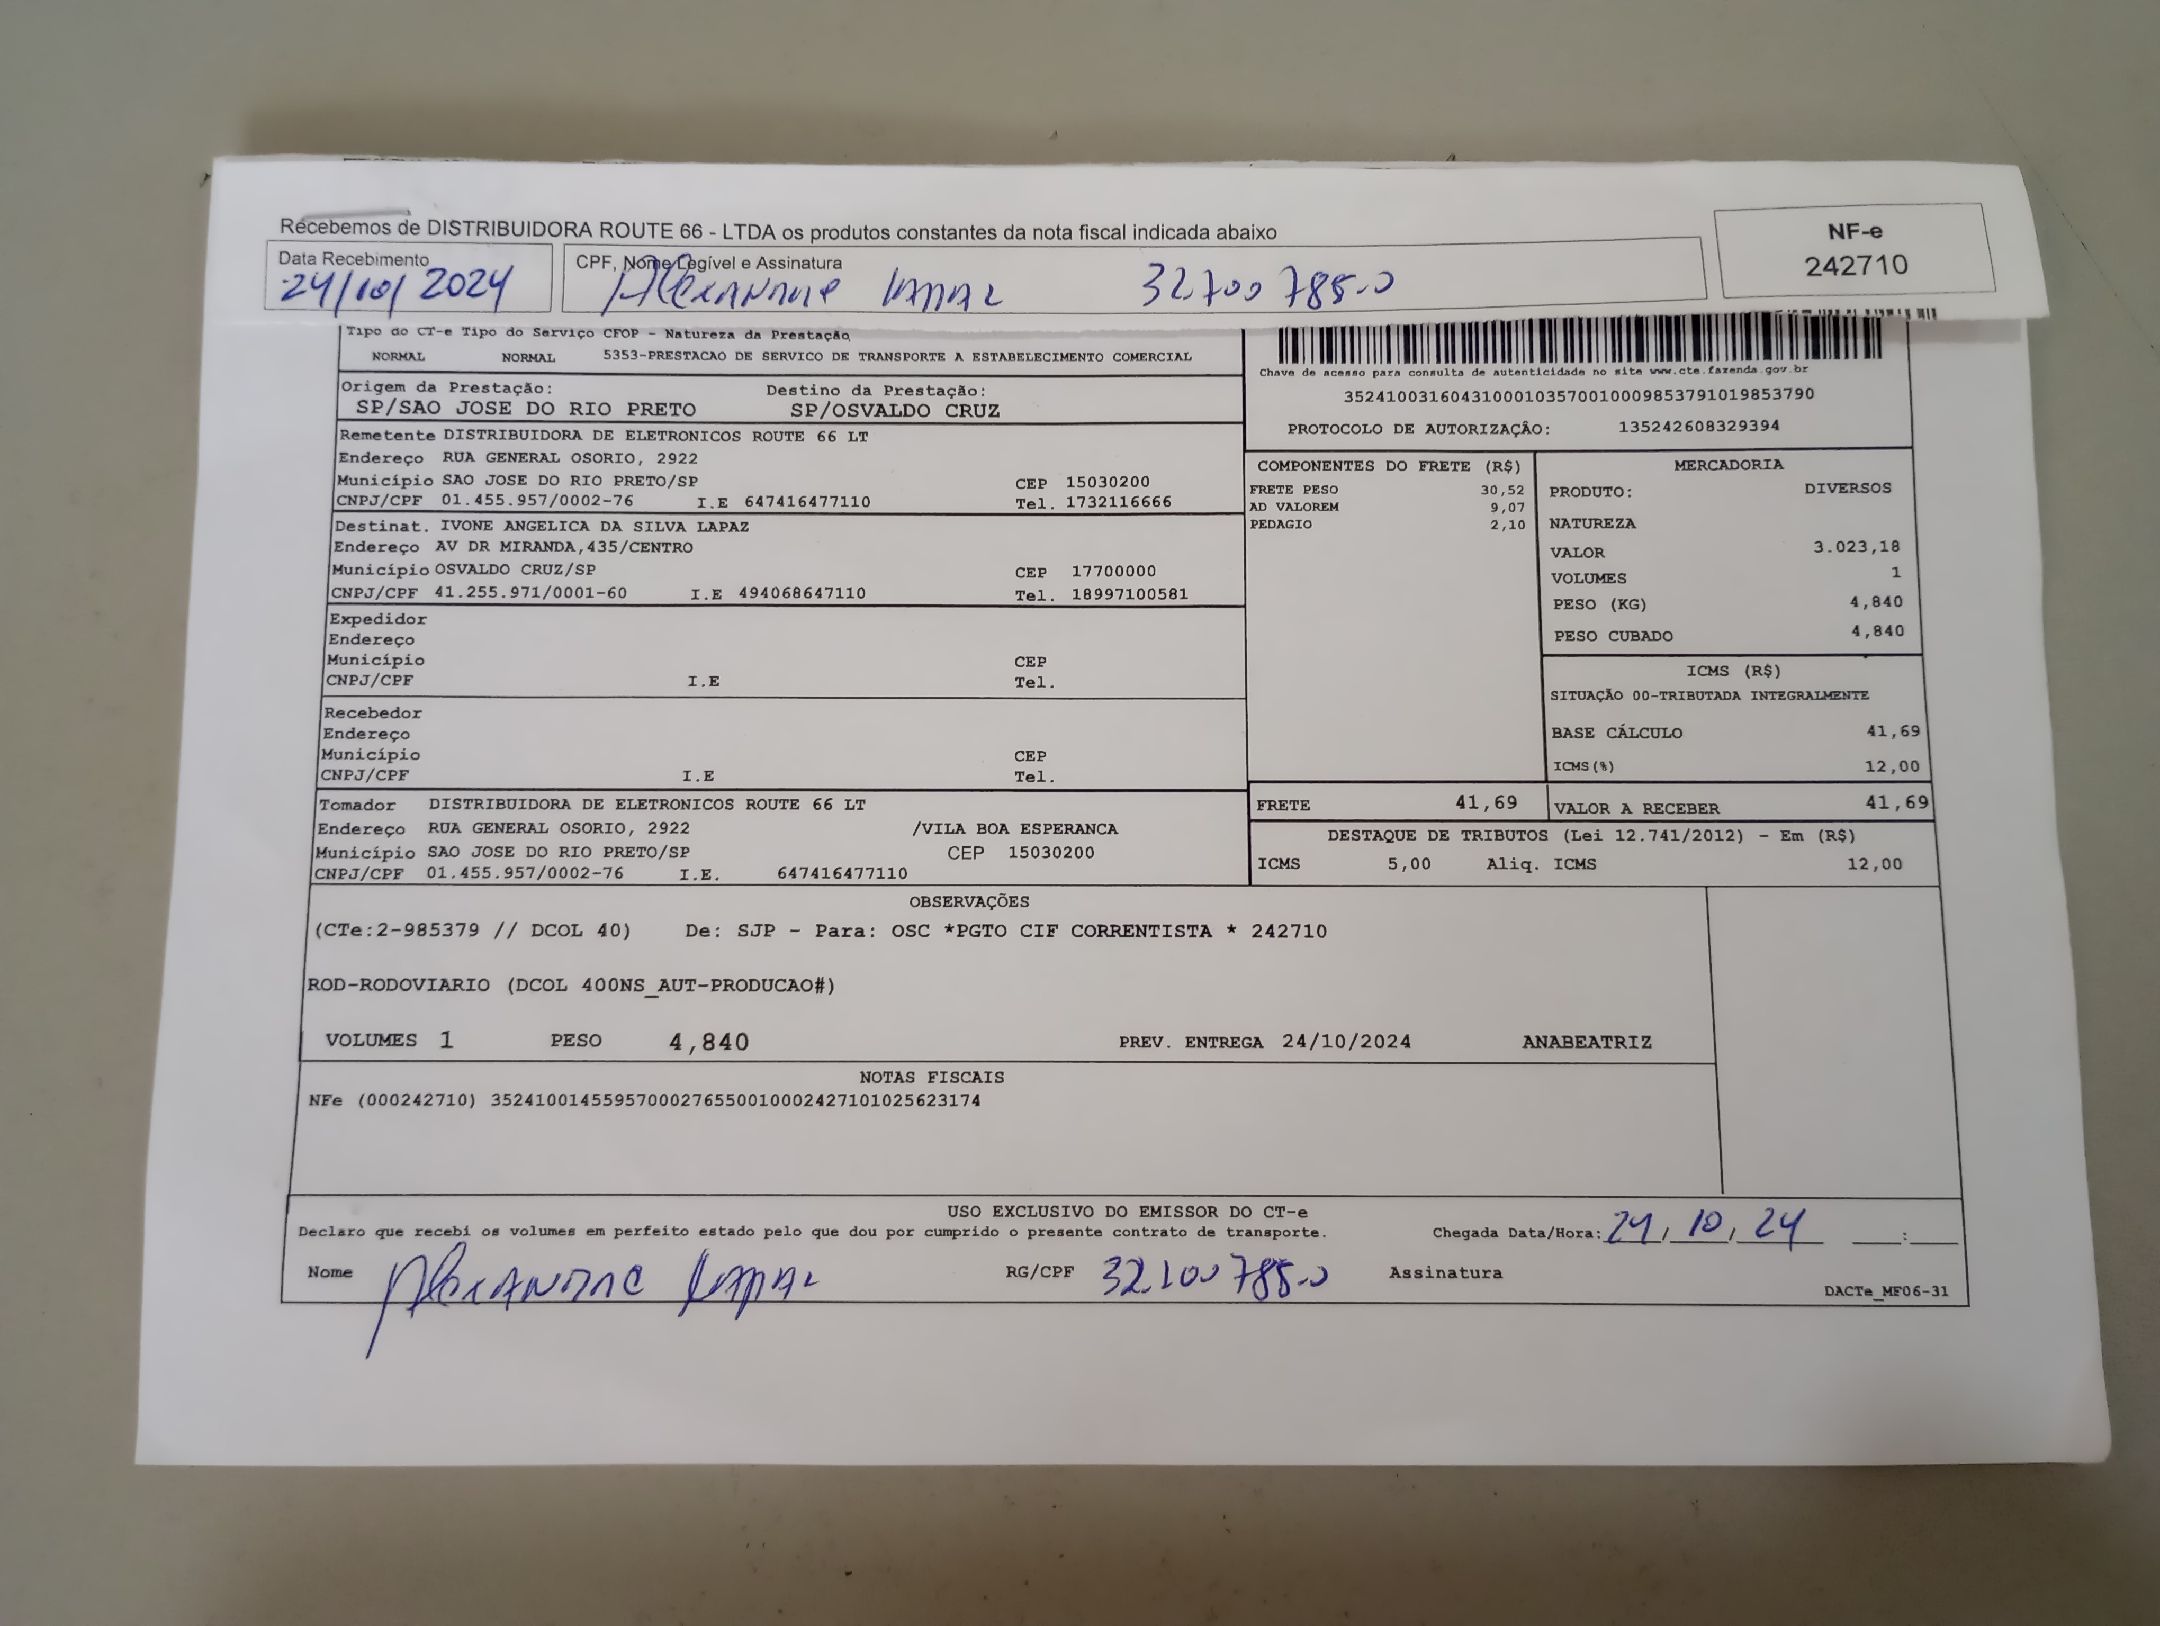 Recebemos de DISTRIBUIDORA ROUTE 66 - LTDA os produtos constantes da nota fiscal indicada abaixo
NF-e
242710
Data Recebimento
24/10/2024
CPF, Nome Legível e Assinatura
Alexandre Lapaz
Tipo do CT-e Tipo do Serviço CFOP - Natureza da Prestação
NORMAL NORMAL 5353-PRESTACAO DE SERVICO DE TRANSPORTE A ESTABELECIMENTO COMERCIAL
Chave de acesso para consulta de autenticidade no site www.cte.fazenda.gov.br
35241003160431000103570010009853791019853790
PROTOCOLO DE AUTORIZAÇÃO: 135242608329394
Origem da Prestação: Destino da Prestação:
SP/SAO JOSE DO RIO PRETO SP/OSVALDO CRUZ
Remetente DISTRIBUIDORA DE ELETRONICOS ROUTE 66 LT
Endereço RUA GENERAL OSORIO, 2922
Município SAO JOSE DO RIO PRETO/SP CEP 15030200
CNPJ/CPF 01.455.957/0002-76 I.E 647416477110 Tel. 1732116666
Destinat. IVONE ANGELICA DA SILVA LAPAZ
Endereço AV DR MIRANDA,435/CENTRO
Município OSVALDO CRUZ/SP CEP 17700000
CNPJ/CPF 41.255.971/0001-60 I.E 494068647110 Tel. 18997100581
Expedidor
Endereço
Município CEP
CNPJ/CPF I.E Tel.
Recebedor
Endereço
Município CEP
CNPJ/CPF I.E Tel.
Tomador DISTRIBUIDORA DE ELETRONICOS ROUTE 66 LT
Endereço RUA GENERAL OSORIO, 2922 /VILA BOA ESPERANCA
Município SAO JOSE DO RIO PRETO/SP CEP 15030200
CNPJ/CPF 01.455.957/0002-76 I.E. 647416477110
COMPONENTES DO FRETE (R$)
FRETE PESO 30,52
AD VALOREM 9,07
PEDAGIO 2,10
MERCADORIA
PRODUTO: DIVERSOS
NATUREZA
VALOR 3.023,18
VOLUMES 1
PESO (KG) 4,840
PESO CUBADO 4,840
ICMS (R$)
SITUAÇÃO 00-TRIBUTADA INTEGRALMENTE
BASE CÁLCULO 41,69
ICMS(%) 12,00
FRETE 41,69 VALOR A RECEBER 41,69
DESTAQUE DE TRIBUTOS (Lei 12.741/2012) - Em (R$)
ICMS 5,00 Aliq. ICMS 12,00
OBSERVAÇÕES
(CTe:2-985379 // DCOL 40) De: SJP - Para: OSC *PGTO CIF CORRENTISTA * 242710
ROD-RODOVIARIO (DCOL 400NS_AUT-PRODUCAO#)
VOLUMES 1 PESO 4,840 PREV. ENTREGA 24/10/2024 ANABEATRIZ
NOTAS FISCAIS
NFe (000242710) 35241001455957000276550010002427101025623174
USO EXCLUSIVO DO EMISSOR DO CT-e
Declaro que recebi os volumes em perfeito estado pelo que dou por cumprido o presente contrato de transporte. Chegada Data/Hora: 24/10/24 :
Nome Alexandre Lapaz RG/CPF Assinatura
DACTe_MF06-31